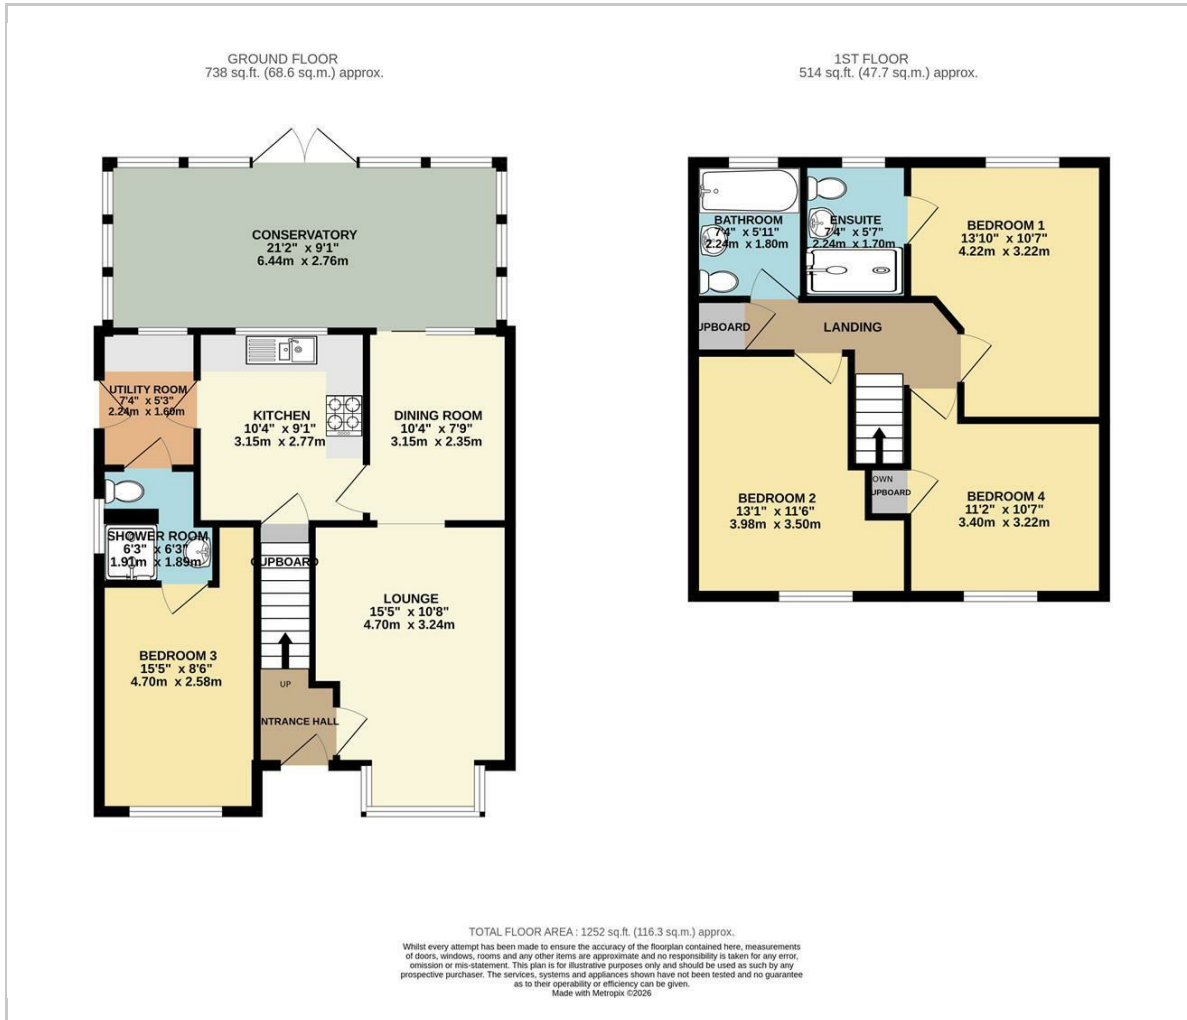 GROUND FLOOR
738 sq.ft. (68.6 sq.m.) approx.
1ST FLOOR
514 sq.ft. (47.7 sq.m.) approx.
CONSERVATORY
21'2" x 9'1"
6.44m x 2.76m
UTILITY ROOM
7'4" x 5'3"
2.24m x 1.60m
KITCHEN
10'4" x 9'1"
3.15m x 2.77m
DINING ROOM
10'4" x 7'9"
3.15m x 2.35m
SHOWER ROOM
6'3" x 6'3"
1.91m x 1.89m
CUPBOARD
LOUNGE
15'5" x 10'8"
4.70m x 3.24m
BEDROOM 3
15'5" x 8'6"
4.70m x 2.58m
UP
NTRANCE HALL
BATHROOM
7'4" x 5'11"
2.24m x 1.80m
ENSUITE
7'4" x 5'7"
2.24m x 1.70m
BEDROOM 1
13'10" x 10'7"
4.22m x 3.22m
UPBOARD
LANDING
BEDROOM 2
13'1" x 11'6"
3.98m x 3.50m
OWN
UPBOARD
BEDROOM 4
11'2" x 10'7"
3.40m x 3.22m
TOTAL FLOOR AREA : 1252 sq.ft. (116.3 sq.m.) approx.
Whilst every attempt has been made to ensure the accuracy of the floorplan contained here, measurements
of doors, windows, rooms and any other items are approximate and no responsibility is taken for any error,
omission or mis-statement. This plan is for illustrative purposes only and should be used as such by any
prospective purchaser. The services, systems and appliances shown have not been tested and no guarantee
as to their operability or efficiency can be given.
Made with Metropix ©2026